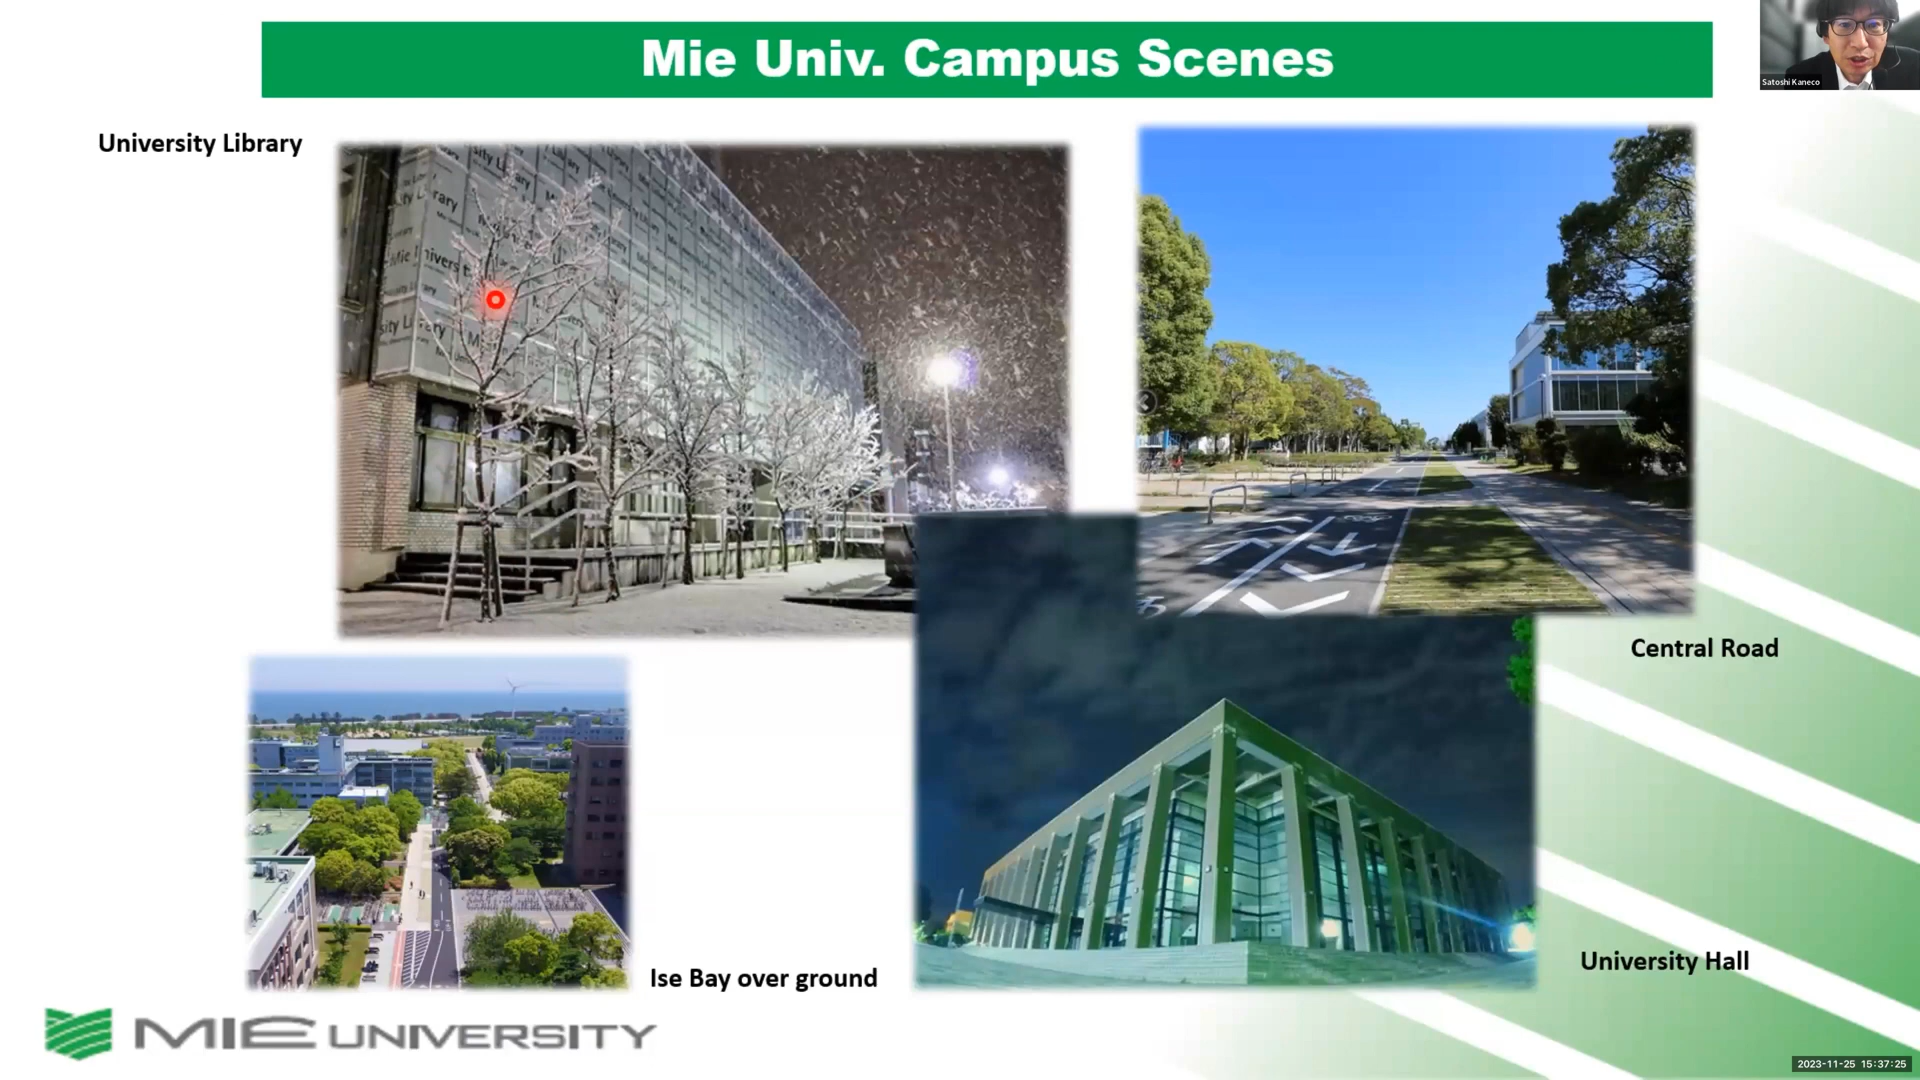 Mie Univ. Campus Scenes
Satoshi Kaneco
University Library
Central Road
University Hall
Ise Bay over ground
MIE UNIVERSITY
2023-11-25 15:37:25